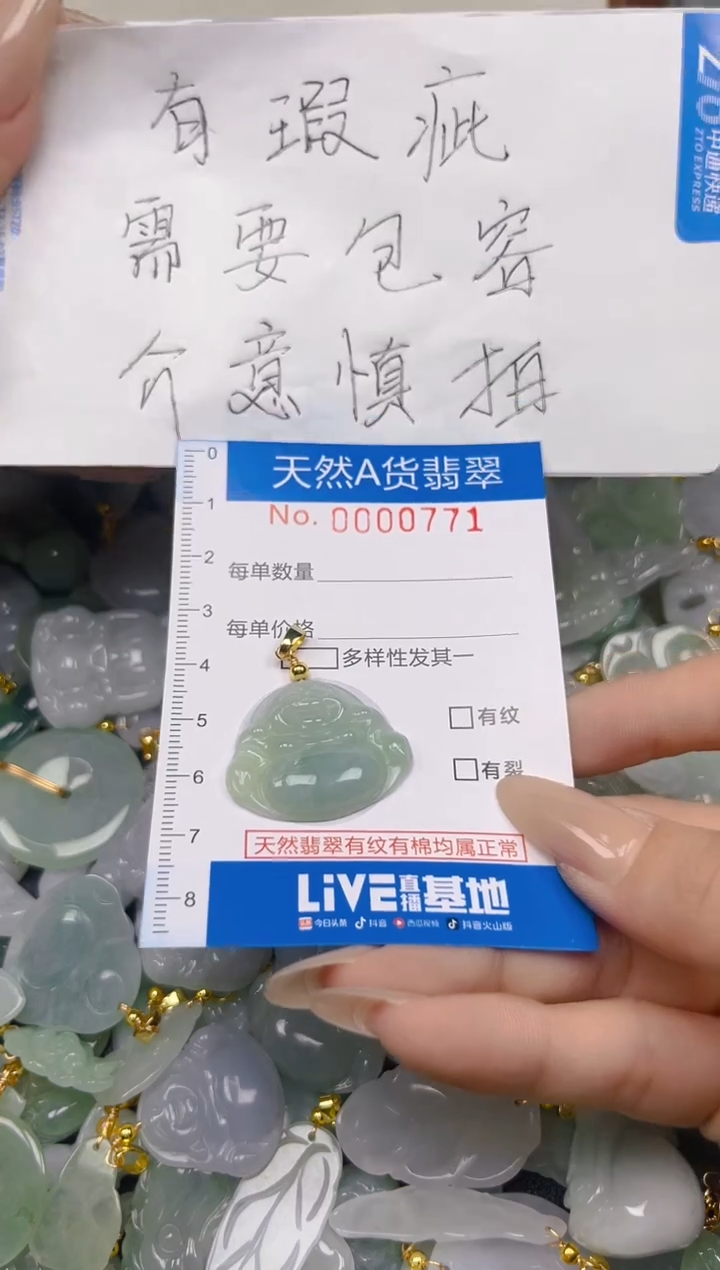 有瑕疵
需要包容
介意慎拍
ZTO 中通快递
ZTO EXPRESS
天然A货翡翠
No. 0000771
每单数量
每单价格
多样性发其一
有纹
有裂
天然翡翠有纹有棉均属正常
LiVE直播基地
今日头条 抖音 西瓜视频 抖音火山版
0
1
2
3
4
5
6
7
8